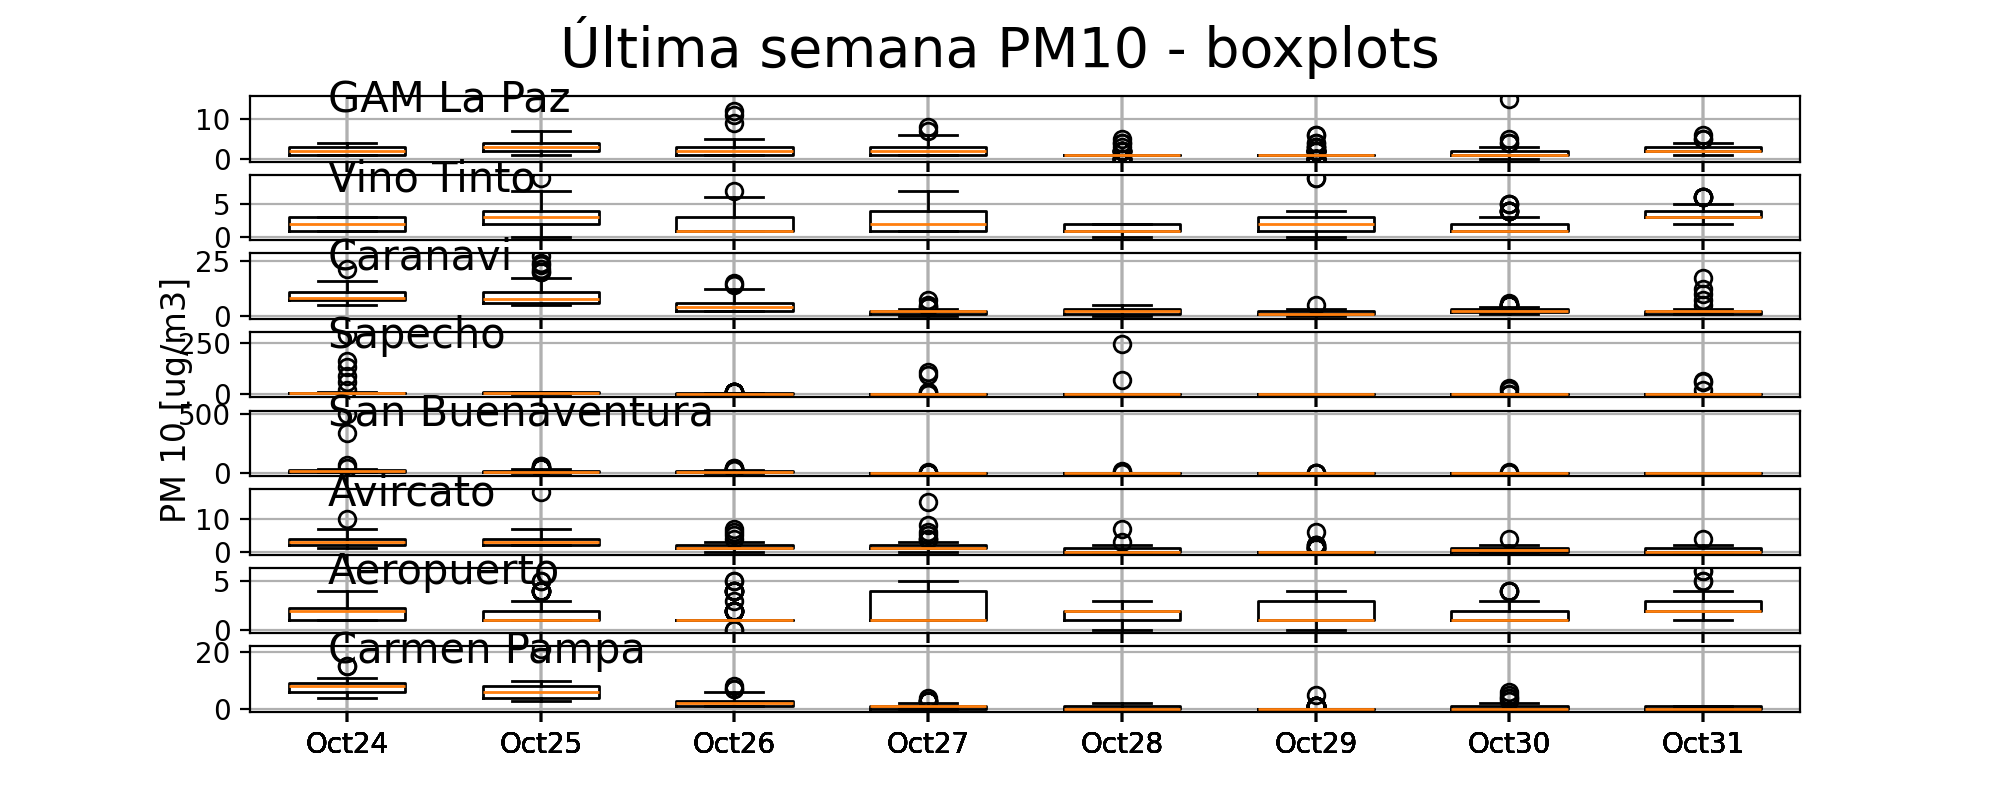 Última semana PM10 - boxplots
PM 10 [ug/m3]
GAM La Paz
10
0
Vino Tinto
5
0
Caranavi
25
0
Sapecho
250
0
San Buenaventura
500
0
Avircato
10
0
Aeropuerto
5
0
Carmen Pampa
20
0
Oct24 Oct25 Oct26 Oct27 Oct28 Oct29 Oct30 Oct31